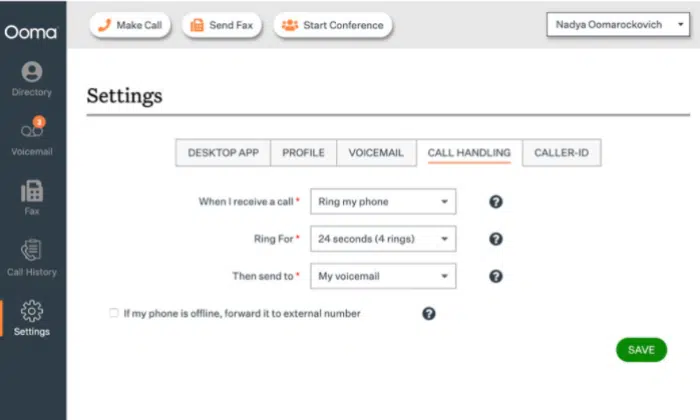 Ooma
Make Call
Send Fax
Start Conference
Nadya Oomarockovich
Directory
3
Voicemail
Fax
Call History
Settings
Settings
DESKTOP APP
PROFILE
VOICEMAIL
CALL HANDLING
CALLER-ID
When I receive a call * Ring my phone ?
Ring For * 24 seconds (4 rings) ?
Then send to * My voicemail ?
If my phone is offline, forward it to external number ?
SAVE